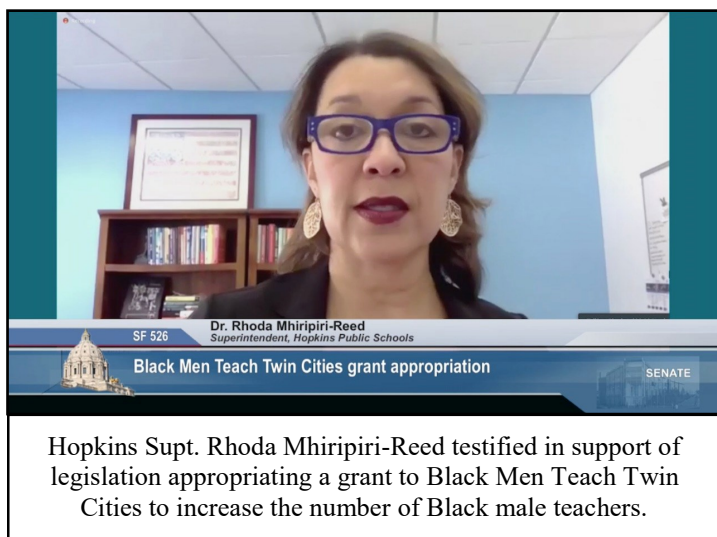 Dr. Rhoda Mhiripiri-Reed
SF 526
Superintendent, Hopkins Public Schools
Black Men Teach Twin Cities grant appropriation
SENATE
Hopkins Supt. Rhoda Mhiripiri-Reed testified in support of
legislation appropriating a grant to Black Men Teach Twin
Cities to increase the number of Black male teachers.